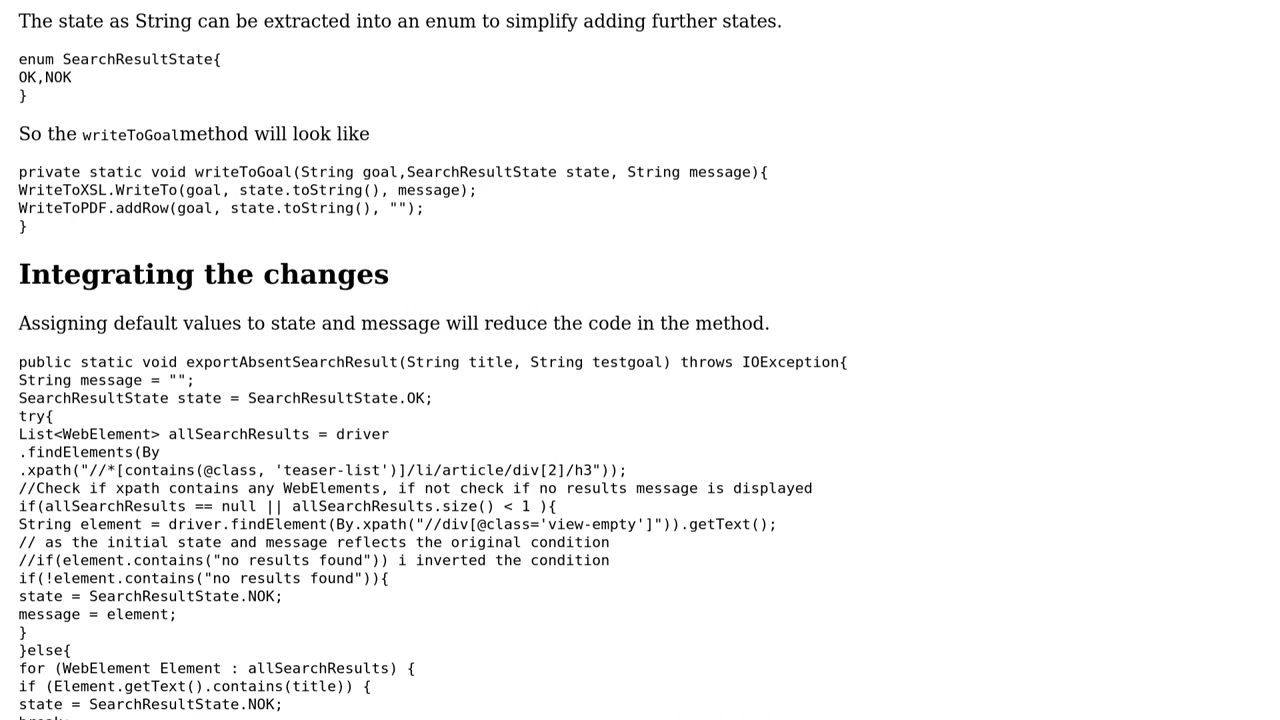 The state as String can be extracted into an enum to simplify adding further states.
enum SearchResultState{
OK,NOK
}
So the writeToGoalmethod will look like
private static void writeToGoal(String goal,SearchResultState state, String message){
WriteToXSL.WriteTo(goal, state.toString(), message);
WriteToPDF.addRow(goal, state.toString(), "");
}
Integrating the changes
Assigning default values to state and message will reduce the code in the method.
public static void exportAbsentSearchResult(String title, String testgoal) throws IOException{
String message = "";
SearchResultState state = SearchResultState.OK;
try{
List<WebElement> allSearchResults = driver
.findElements(By
.xpath("//*[contains(@class, 'teaser-list')]/li/article/div[2]/h3"));
//Check if xpath contains any WebElements, if not check if no results message is displayed
if(allSearchResults == null || allSearchResults.size() < 1 ){
String element = driver.findElement(By.xpath("//div[@class='view-empty']")).getText();
// as the initial state and message reflects the original condition
//if(element.contains("no results found")) i inverted the condition
if(!element.contains("no results found")){
state = SearchResultState.NOK;
message = element;
}
}else{
for (WebElement Element : allSearchResults) {
if (Element.getText().contains(title)) {
state = SearchResultState.NOK;